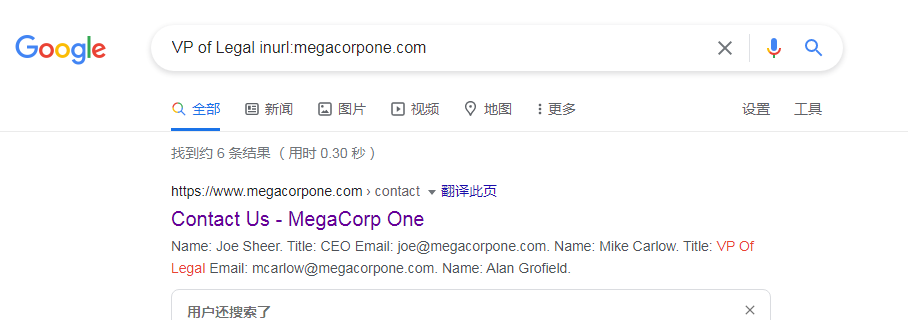 Google
VP of Legal inurl:megacorpone.com
全部 新闻 图片 视频 地图 更多 设置 工具
找到约 6 条结果 （用时 0.30 秒）
https://www.megacorpone.com › contact 翻译此页
Contact Us - MegaCorp One
Name: Joe Sheer. Title: CEO Email: joe@megacorpone.com. Name: Mike Carlow. Title: VP Of
Legal Email: mcarlow@megacorpone.com. Name: Alan Grofield.
用户还搜索了